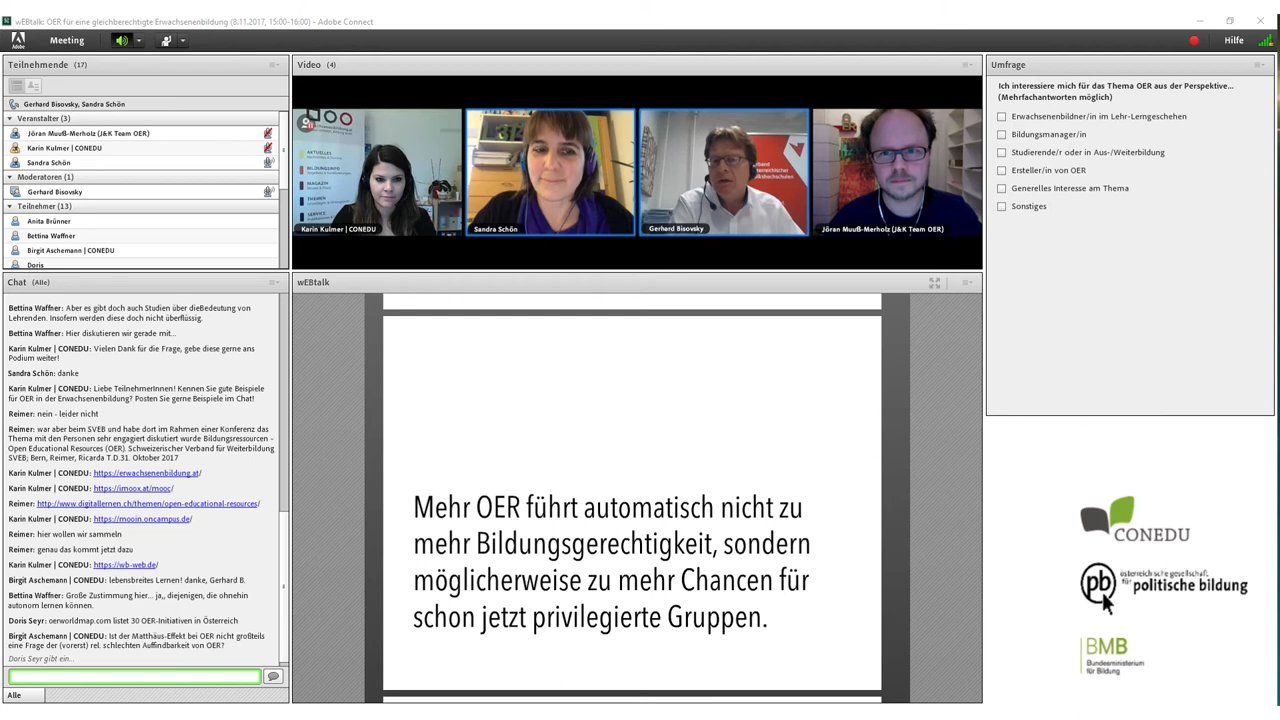 wEBtalk: OER für eine gleichberechtigte Erwachsenenbildung (8.11.2017, 15:00-16:00) - Adobe Connect
Adobe
Meeting
Hilfe
Teilnehmende (17)
Gerhard Bisovsky, Sandra Schön
Veranstalter (3)
Jöran Muuß-Merholz (J&K Team OER)
Karin Kulmer | CONEDU
Sandra Schön
Moderatoren (1)
Gerhard Bisovsky
Teilnehmer (13)
Anita Brünner
Bettina Waffner
Birgit Aschemann | CONEDU
Doris
Video (4)
AKTUELLES
BILDUNGSINFO
MAGAZIN
THEMEN
SERVICE
Karin Kulmer | CONEDU
Sandra Schön
Gerhard Bisovsky
Jöran Muuß-Merholz (J&K Team OER)
Umfrage
Ich interessiere mich für das Thema OER aus der Perspektive...
(Mehrfachantworten möglich)
Erwachsenenbildner/in im Lehr-Lerngeschehen
Bildungsmanager/in
Studierende/r oder in Aus-/Weiterbildung
Ersteller/in von OER
Generelles Interesse am Thema
Sonstiges
Chat (Alle)
Bettina Waffner: Aber es gibt doch auch Studien über dieBedeutung von
Lehrenden. Insofern werden diese doch nicht überflüssig.
Bettina Waffner: Hier diskutieren wir gerade mit...
Karin Kulmer | CONEDU: Vielen Dank für die Frage, gebe diese gerne ans
Podium weiter!
Sandra Schön: danke
Karin Kulmer | CONEDU: Liebe TeilnehmerInnen! Kennen Sie gute Beispiele
für OER in der Erwachsenenbildung? Posten Sie gerne Beispiele im Chat!
Reimer: nein - leider nicht
Reimer: war aber beim SVEB und habe dort im Rahmen einer Konferenz das
Thema mit den Personen sehr engagiert diskutiert wurde Bildungsressourcen –
Open Educational Resources (OER). Schweizerischer Verband für Weiterbildung
SVEB; Bern, Reimer, Ricarda T.D.31. Oktober 2017
Karin Kulmer | CONEDU: https://erwachsenenbildung.at/
Karin Kulmer | CONEDU: https://imoox.at/mooc/
Reimer: http://www.digitallernen.ch/themen/open-educational-resources/
Karin Kulmer | CONEDU: https://mooin.oncampus.de/
Reimer: hier wollen wir sammeln
Reimer: genau das kommt jetzt dazu
Karin Kulmer | CONEDU: https://wb-web.de/
Birgit Aschemann | CONEDU: lebensbreites Lernen! danke, Gerhard B.
Bettina Waffner: Große Zustimmung hier... ja,, diejenigen, die ohnehin
autonom lernen können.
Doris Seyr: oerworldmap.com listet 30 OER-Initiativen in Österreich
Birgit Aschemann | CONEDU: Ist der Matthäus-Effekt bei OER nicht großteils
eine Frage der (vorerst) rel. schlechten Auffindbarkeit von OER?
Doris Seyr gibt ein...
Alle
wEBtalk
Mehr OER führt automatisch nicht zu
mehr Bildungsgerechtigkeit, sondern
möglicherweise zu mehr Chancen für
schon jetzt privilegierte Gruppen.
CONEDU
pb
österreichische gesellschaft
für politische bildung
BMB
Bundesministerium
für Bildung